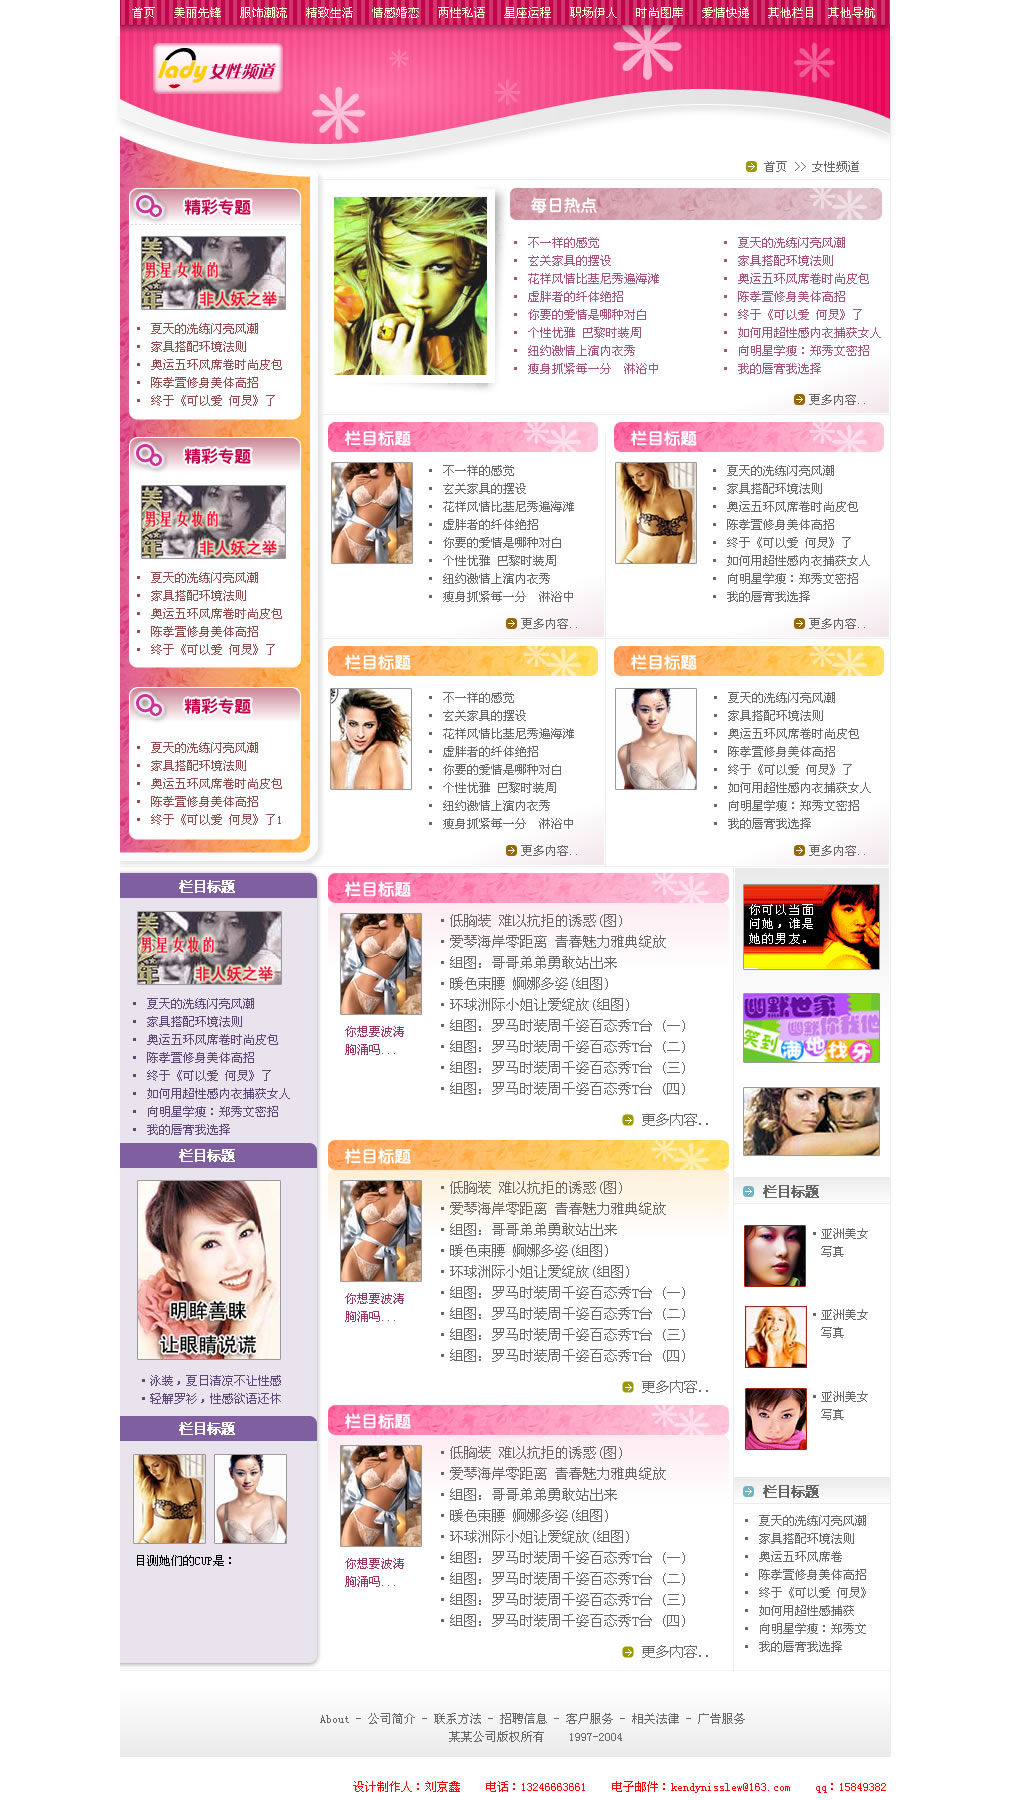 首页 美丽先锋 服饰潮流 精致生活 情感婚恋 两性私语 星座运程 职场伊人 时尚图库 爱情快递 其他栏目 其他导航
lady 女性频道
首页 >> 女性频道
精彩专题
美少年
男星女妆的
非人妖之举
夏天的洗练闪亮风潮
家具搭配环境法则
奥运五环风席卷时尚皮包
陈孝萱修身美体高招
终于《可以爱 何炅》了
精彩专题
美少年
男星女妆的
非人妖之举
夏天的洗练闪亮风潮
家具搭配环境法则
奥运五环风席卷时尚皮包
陈孝萱修身美体高招
终于《可以爱 何炅》了
精彩专题
夏天的洗练闪亮风潮
家具搭配环境法则
奥运五环风席卷时尚皮包
陈孝萱修身美体高招
终于《可以爱 何炅》了1
每日热点
不一样的感觉
玄关家具的摆设
花样风情比基尼秀遍海滩
虚胖者的纤体绝招
你要的爱情是哪种对白
个性优雅 巴黎时装周
纽约激情上演内衣秀
瘦身抓紧每一分 淋浴中
夏天的洗练闪亮风潮
家具搭配环境法则
奥运五环风席卷时尚皮包
陈孝萱修身美体高招
终于《可以爱 何炅》了
如何用超性感内衣捕获女人
向明星学瘦：郑秀文密招
我的唇膏我选择
更多内容..
栏目标题
不一样的感觉
玄关家具的摆设
花样风情比基尼秀遍海滩
虚胖者的纤体绝招
你要的爱情是哪种对白
个性优雅 巴黎时装周
纽约激情上演内衣秀
瘦身抓紧每一分 淋浴中
更多内容..
栏目标题
夏天的洗练闪亮风潮
家具搭配环境法则
奥运五环风席卷时尚皮包
陈孝萱修身美体高招
终于《可以爱 何炅》了
如何用超性感内衣捕获女人
向明星学瘦：郑秀文密招
我的唇膏我选择
更多内容..
栏目标题
不一样的感觉
玄关家具的摆设
花样风情比基尼秀遍海滩
虚胖者的纤体绝招
你要的爱情是哪种对白
个性优雅 巴黎时装周
纽约激情上演内衣秀
瘦身抓紧每一分 淋浴中
更多内容..
栏目标题
夏天的洗练闪亮风潮
家具搭配环境法则
奥运五环风席卷时尚皮包
陈孝萱修身美体高招
终于《可以爱 何炅》了
如何用超性感内衣捕获女人
向明星学瘦：郑秀文密招
我的唇膏我选择
更多内容..
栏目标题
美少年
男星女妆的
非人妖之举
夏天的洗练闪亮风潮
家具搭配环境法则
奥运五环风席卷时尚皮包
陈孝萱修身美体高招
终于《可以爱 何炅》了
如何用超性感内衣捕获女人
向明星学瘦：郑秀文密招
我的唇膏我选择
栏目标题
明眸善睐
让眼睛说谎
泳装，夏日清凉不让性感
轻解罗衫，性感欲语还休
栏目标题
目测她们的CUP是：
栏目标题
你想要波涛
胸涌吗...
低胸装 难以抗拒的诱惑(图)
爱琴海岸零距离 青春魅力雅典绽放
组图：哥哥弟弟勇敢站出来
暖色束腰 婀娜多姿(组图)
环球洲际小姐让爱绽放(组图)
组图：罗马时装周千姿百态秀T台 (一)
组图：罗马时装周千姿百态秀T台 (二)
组图：罗马时装周千姿百态秀T台 (三)
组图：罗马时装周千姿百态秀T台 (四)
更多内容..
栏目标题
你想要波涛
胸涌吗...
低胸装 难以抗拒的诱惑(图)
爱琴海岸零距离 青春魅力雅典绽放
组图：哥哥弟弟勇敢站出来
暖色束腰 婀娜多姿(组图)
环球洲际小姐让爱绽放(组图)
组图：罗马时装周千姿百态秀T台 (一)
组图：罗马时装周千姿百态秀T台 (二)
组图：罗马时装周千姿百态秀T台 (三)
组图：罗马时装周千姿百态秀T台 (四)
更多内容..
栏目标题
你想要波涛
胸涌吗...
低胸装 难以抗拒的诱惑(图)
爱琴海岸零距离 青春魅力雅典绽放
组图：哥哥弟弟勇敢站出来
暖色束腰 婀娜多姿(组图)
环球洲际小姐让爱绽放(组图)
组图：罗马时装周千姿百态秀T台 (一)
组图：罗马时装周千姿百态秀T台 (二)
组图：罗马时装周千姿百态秀T台 (三)
组图：罗马时装周千姿百态秀T台 (四)
更多内容..
你可以当面
问她，谁是
她的男友。
幽默世家
幽默你我他
笑到满地找牙
栏目标题
亚洲美女
写真
亚洲美女
写真
亚洲美女
写真
栏目标题
夏天的洗练闪亮风潮
家具搭配环境法则
奥运五环风席卷
陈孝萱修身美体高招
终于《可以爱 何炅》
如何用超性感捕获
向明星学瘦：郑秀文
我的唇膏我选择
About - 公司简介 - 联系方法 - 招聘信息 - 客户服务 - 相关法律 - 广告服务
某某公司版权所有 1997-2004
设计制作人：刘京鑫 电话：13246663661 电子邮件：kendynisslew@163.com qq：15849382